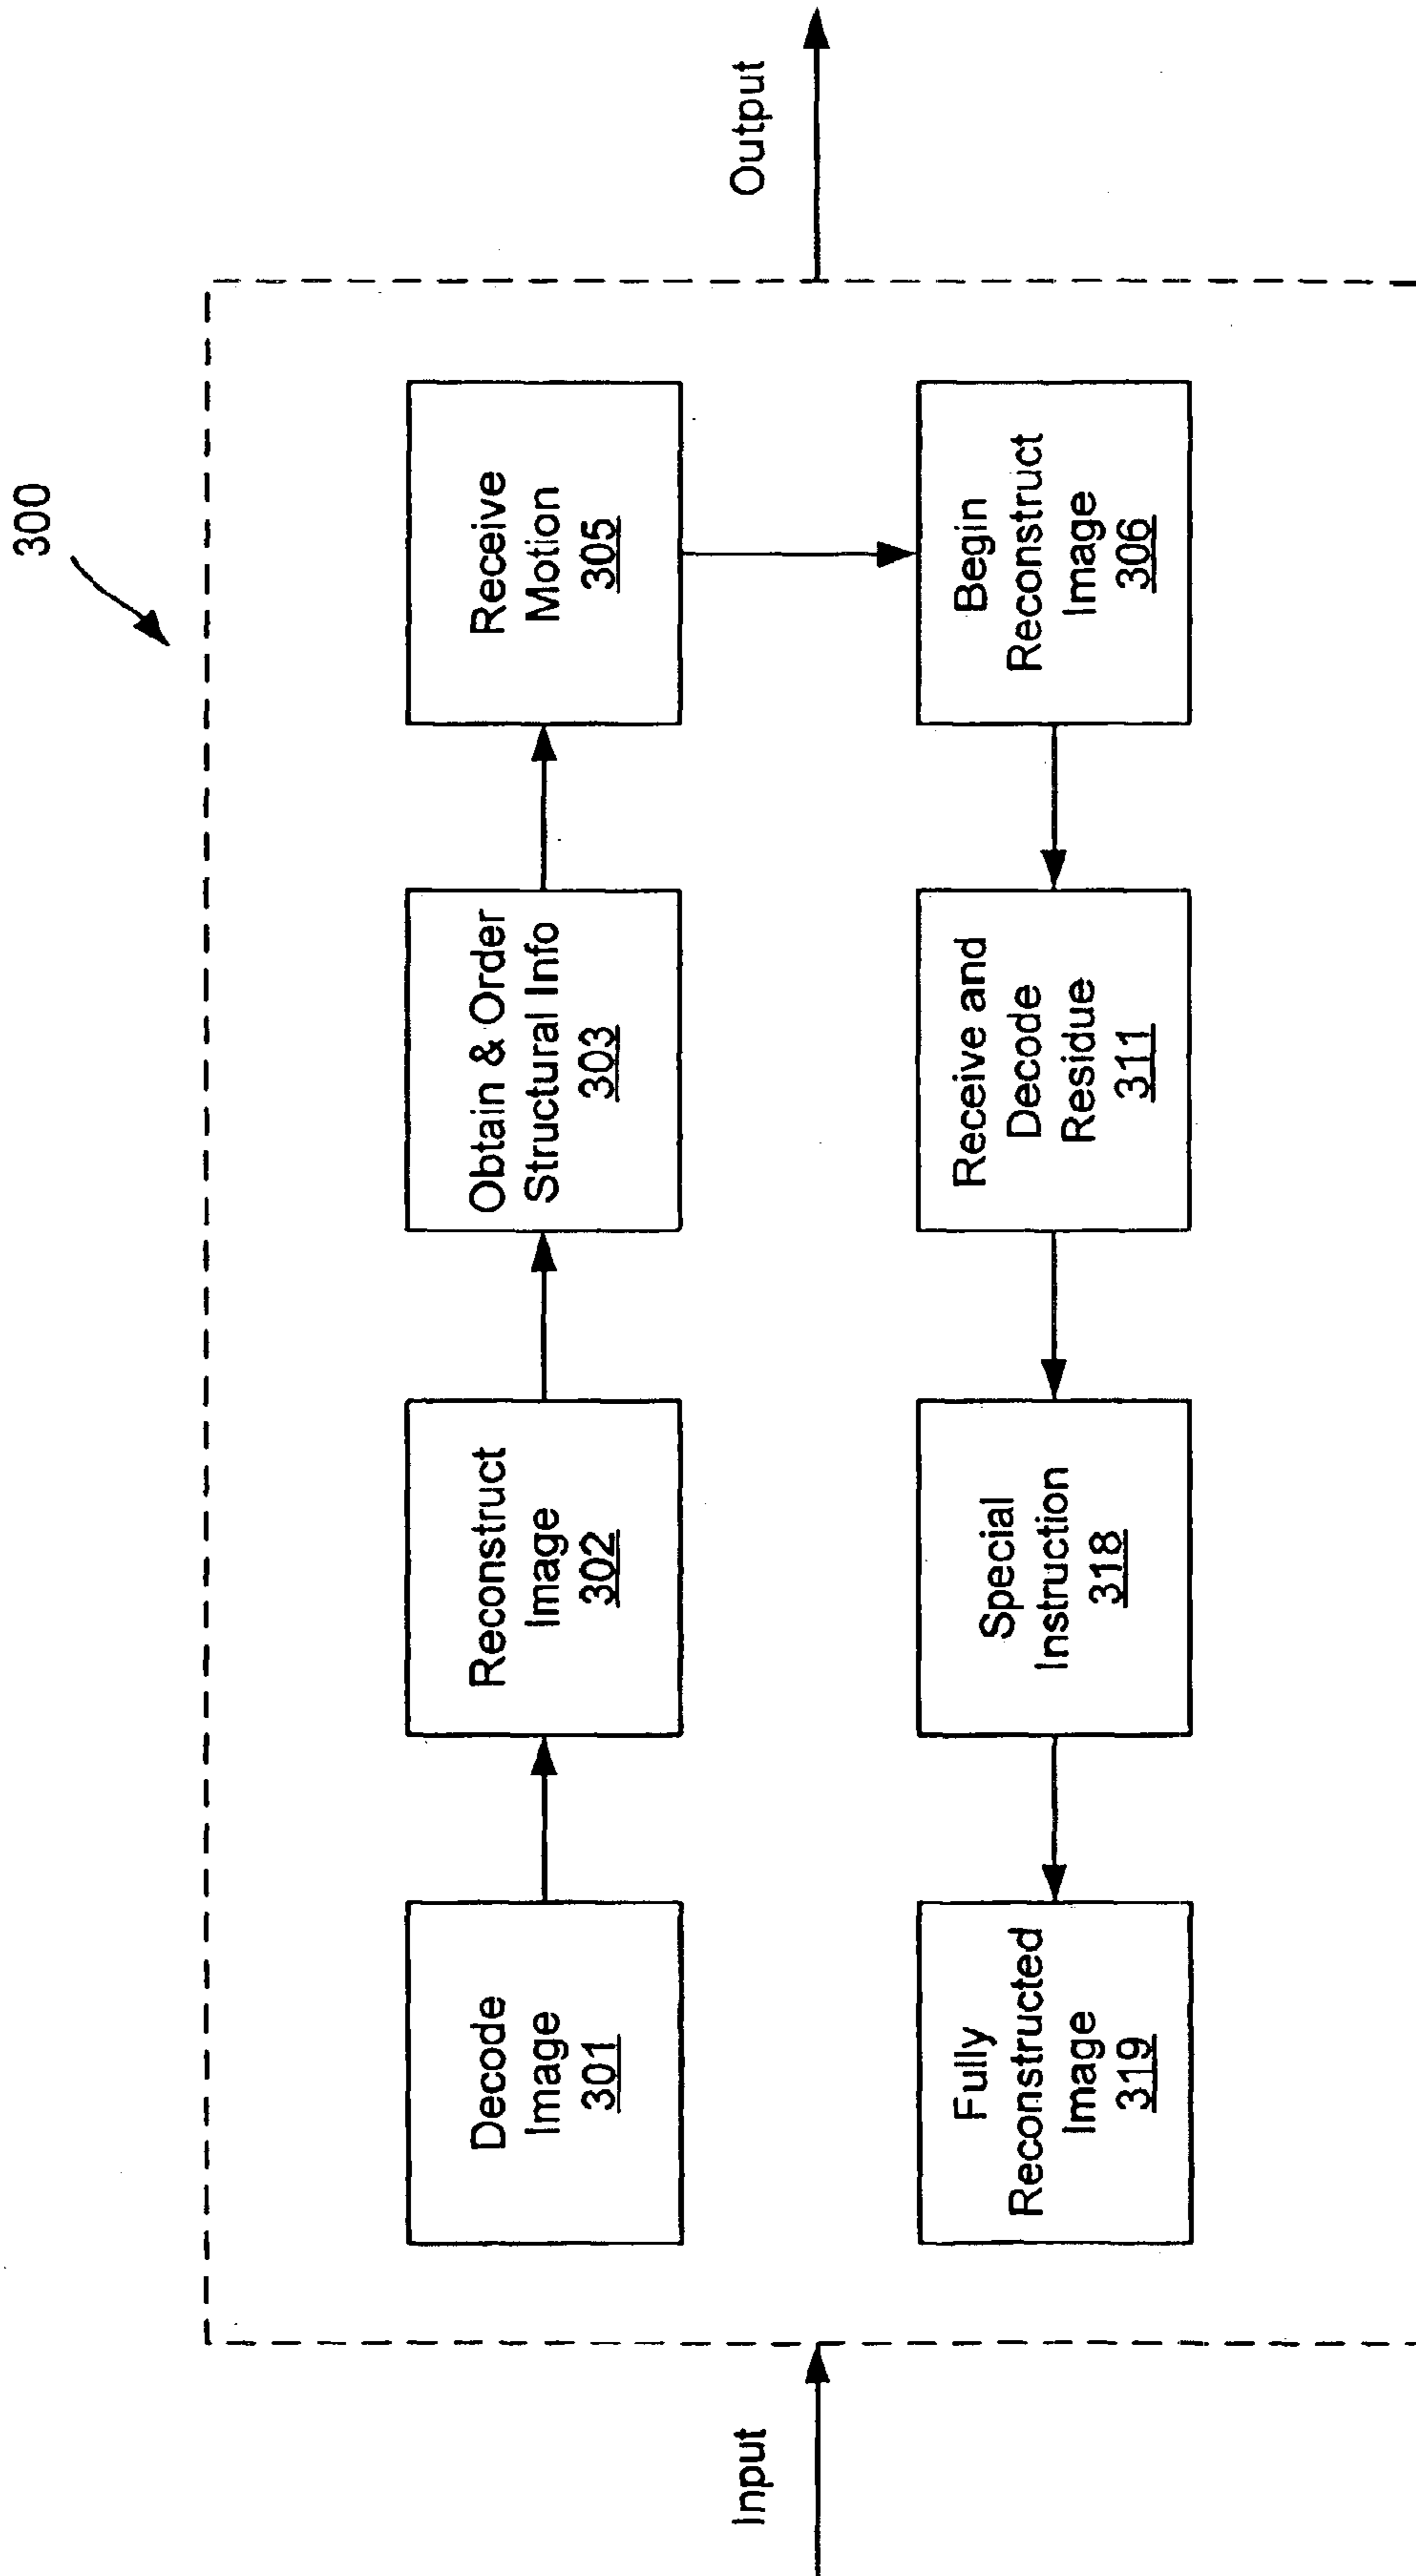 300
Input
Decode
Image
301
Reconstruct
Image
302
Obtain & Order
Structural Info
303
Receive
Motion
305
Output
Fully
Reconstructed
Image
319
Special
Instruction
318
Receive and
Decode
Residue
311
Begin
Reconstruct
Image
306